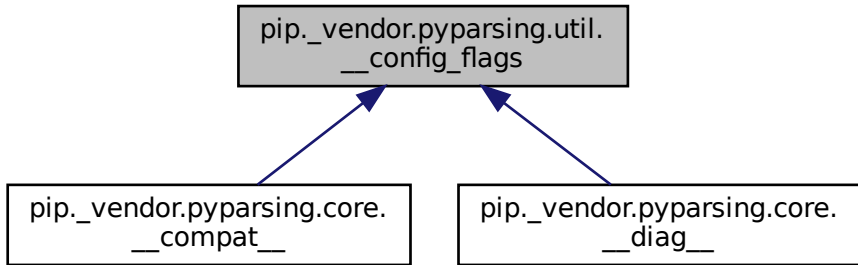 pip._vendor.pyparsing.util.
__config_flags
pip._vendor.pyparsing.core.
__compat__
pip._vendor.pyparsing.core.
__diag__